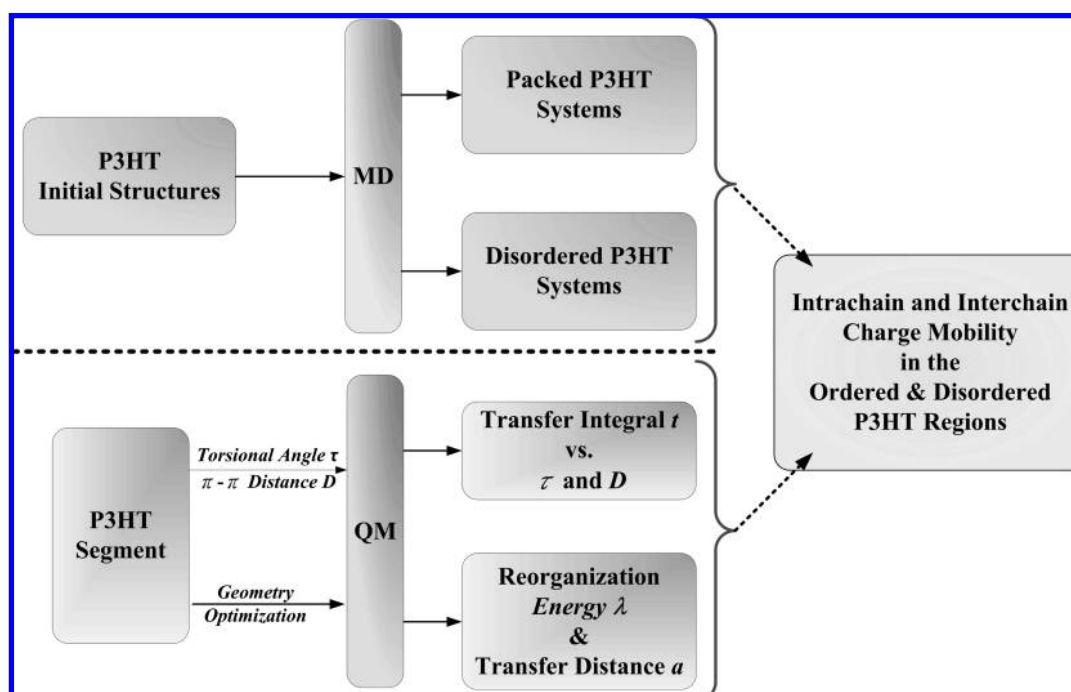 P3HT
Initial Structures
MD
Packed P3HT
Systems
Disordered P3HT
Systems
P3HT
Segment
Torsional Angle τ
π - π Distance D
Geometry
Optimization
QM
Transfer Integral t
vs.
τ and D
Reorganization
Energy λ
&
Transfer Distance a
Intrachain and Interchain
Charge Mobility
in the
Ordered & Disordered
P3HT Regions